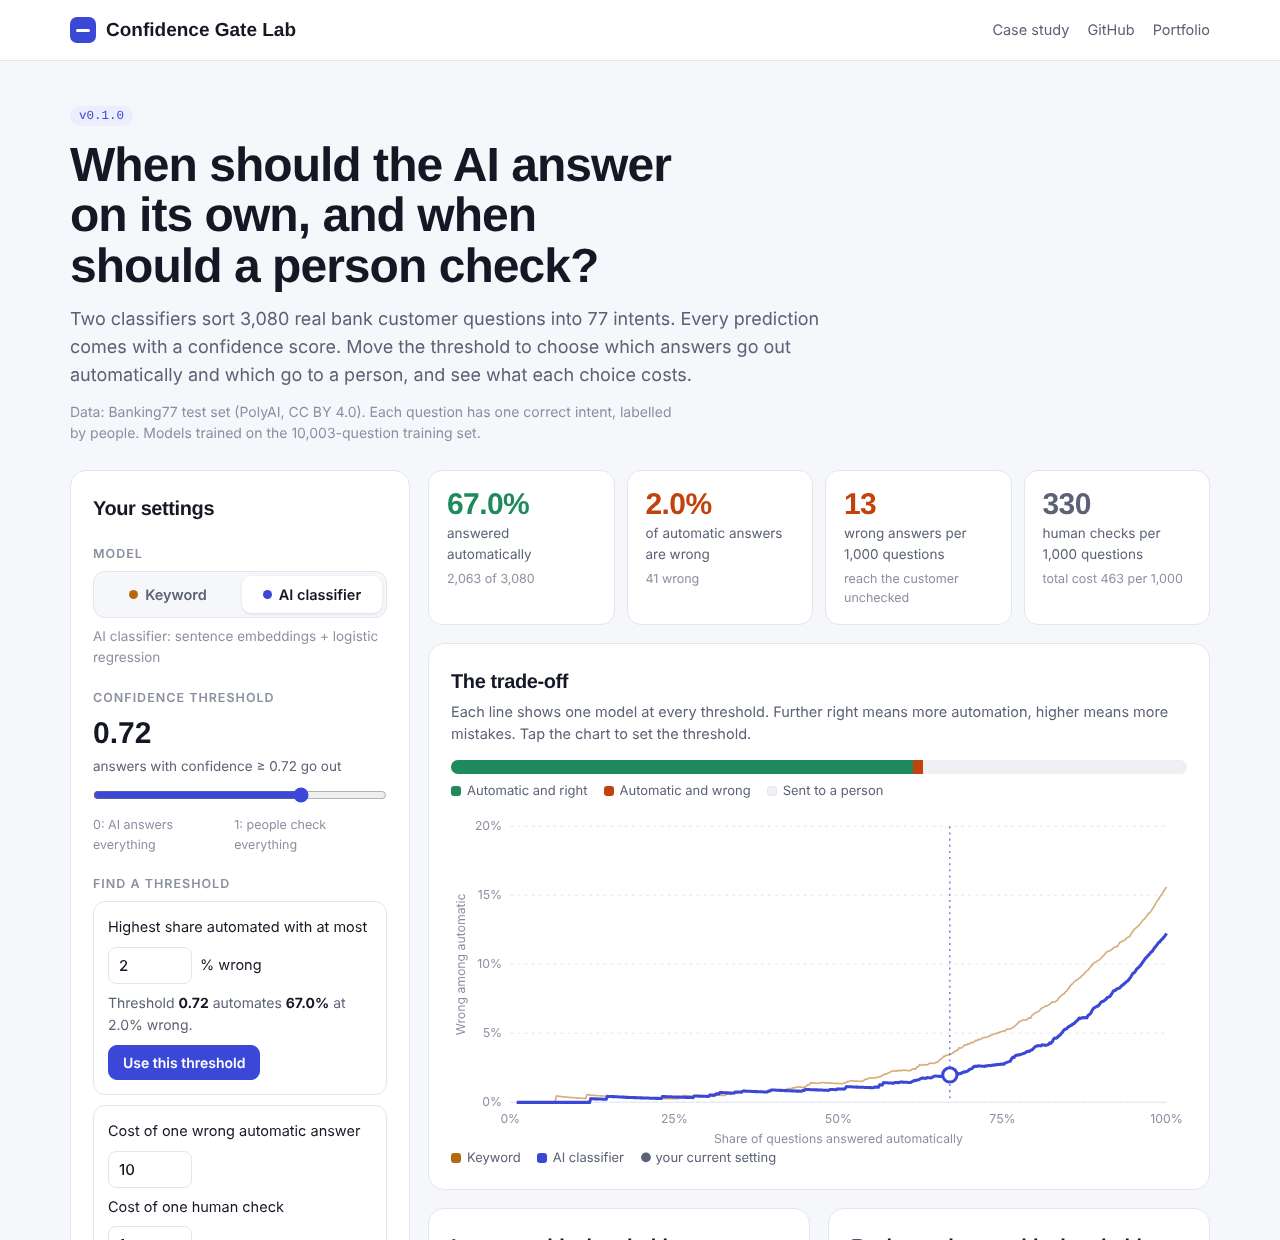 Confidence Gate Lab
Case study GitHub Portfolio
v0.1.0
When should the AI answer
on its own, and when
should a person check?
Two classifiers sort 3,080 real bank customer questions into 77 intents. Every prediction
comes with a confidence score. Move the threshold to choose which answers go out
automatically and which go to a person, and see what each choice costs.
Data: Banking77 test set (PolyAI, CC BY 4.0). Each question has one correct intent, labelled
by people. Models trained on the 10,003-question training set.
Your settings
MODEL
Keyword AI classifier
AI classifier: sentence embeddings + logistic
regression
CONFIDENCE THRESHOLD
0.72
answers with confidence ≥ 0.72 go out
0: AI answers
everything
1: people check
everything
FIND A THRESHOLD
Highest share automated with at most
2 % wrong
Threshold 0.72 automates 67.0% at
2.0% wrong.
Use this threshold
Cost of one wrong automatic answer
10
Cost of one human check
67.0%
answered
automatically
2,063 of 3,080
2.0%
of automatic answers
are wrong
41 wrong
13
wrong answers per
1,000 questions
reach the customer
unchecked
330
human checks per
1,000 questions
total cost 463 per 1,000
The trade-off
Each line shows one model at every threshold. Further right means more automation, higher means more
mistakes. Tap the chart to set the threshold.
Automatic and right Automatic and wrong Sent to a person
20%
15%
10%
5%
0%
Wrong among automatic
0% 25% 50% 75% 100%
Share of questions answered automatically
Keyword AI classifier your current setting